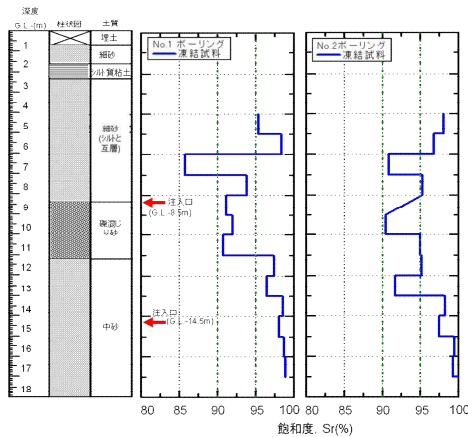 深度
G.L.-(m)
柱状図
土質
1
2
3
4
5
6
7
8
9
10
11
12
13
14
15
16
17
18
埋土
細砂
シルト質粘土
細砂
(シルトと
互層)
礫混じ
り砂
中砂
No.1 ボーリング
凍結試料
No.2ボーリング
凍結試料
注入口
(G.L.-8.5m)
注入口
(G.L.-14.5m)
80 85 90 95 100
80 85 90 95 100
飽和度, Sr(%)